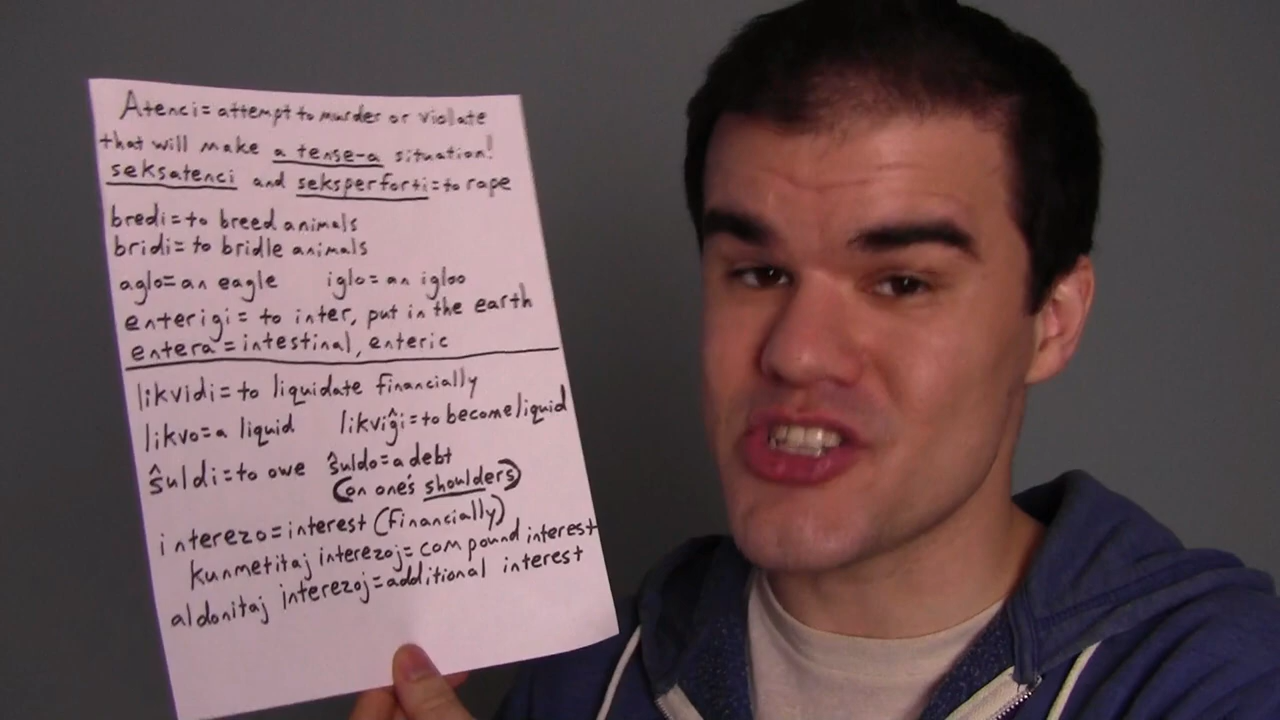 Atenci=attempt to murder or violate
that will make a tense-a situation!
seksatenci and seksperforti=to rape
bredi=to breed animals
bridi=to bridle animals
aglo=an eagle iglo=an igloo
enterigi=to inter, put in the earth
entera=intestinal, enteric
likvidi=to liquidate financially
likvo=a liquid likviĝi=to become liquid
ŝuldi=to owe ŝuldo=a debt
(on one's shoulders)
interezo=interest (financially)
kunmetitaj interezoj=compound interest
aldonitaj interezoj=additional interest